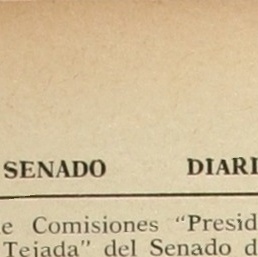 SENADO DIARI
e Comisiones “Presid
Tejada” del Senado d